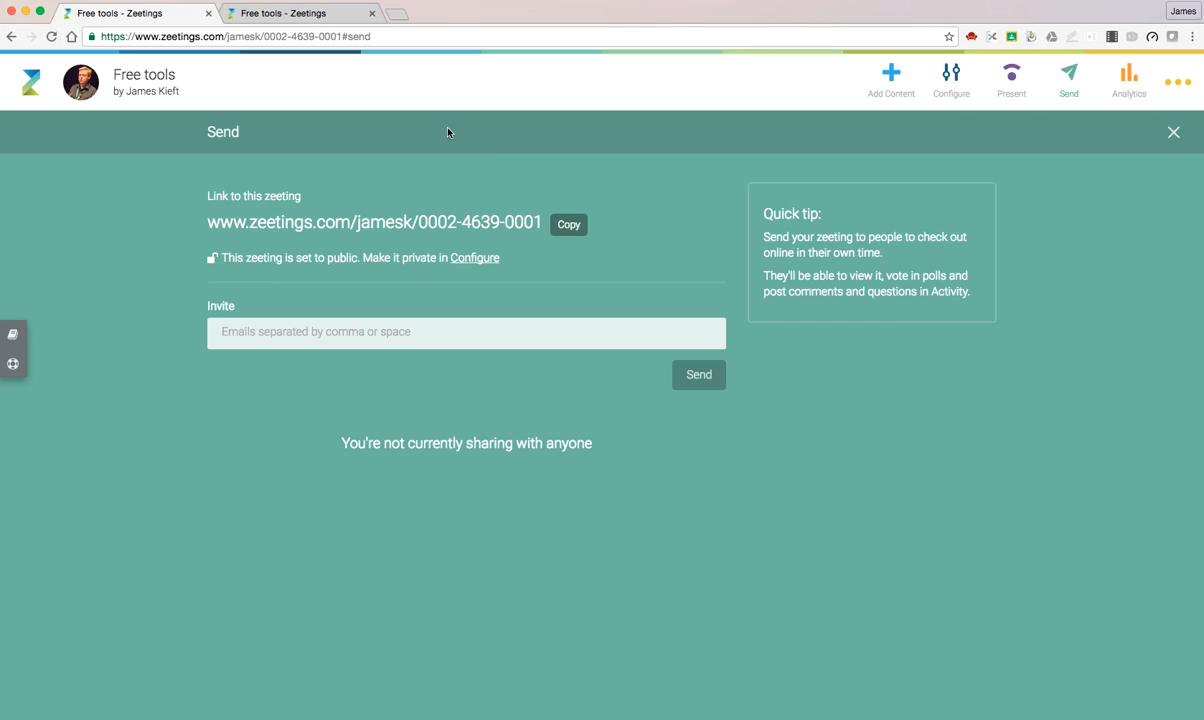 Free tools - Zeetings
Free tools - Zeetings
James
https://www.zeetings.com/jamesk/0002-4639-0001#send
Free tools
by James Kieft
Add Content
Configure
Present
Send
Analytics
Send
Link to this zeeting
www.zeetings.com/jamesk/0002-4639-0001
Copy
This zeeting is set to public. Make it private in Configure
Invite
Emails separated by comma or space
Send
You're not currently sharing with anyone
Quick tip:
Send your zeeting to people to check out
online in their own time.
They'll be able to view it, vote in polls and
post comments and questions in Activity.